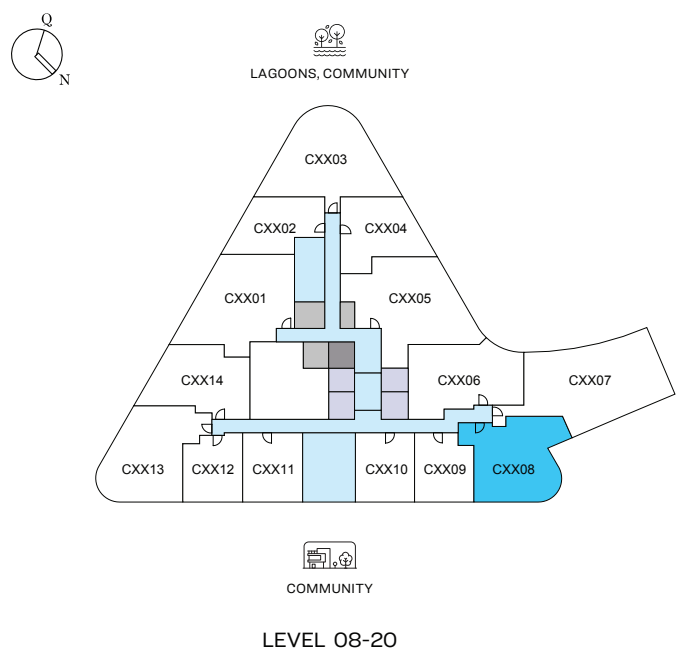 Q
N
LAGOONS, COMMUNITY
CXX03
CXX02
CXX04
CXX01
CXX05
CXX14
CXX06
CXX07
CXX13
CXX12
CXX11
CXX10
CXX09
CXX08
COMMUNITY
LEVEL 08-20